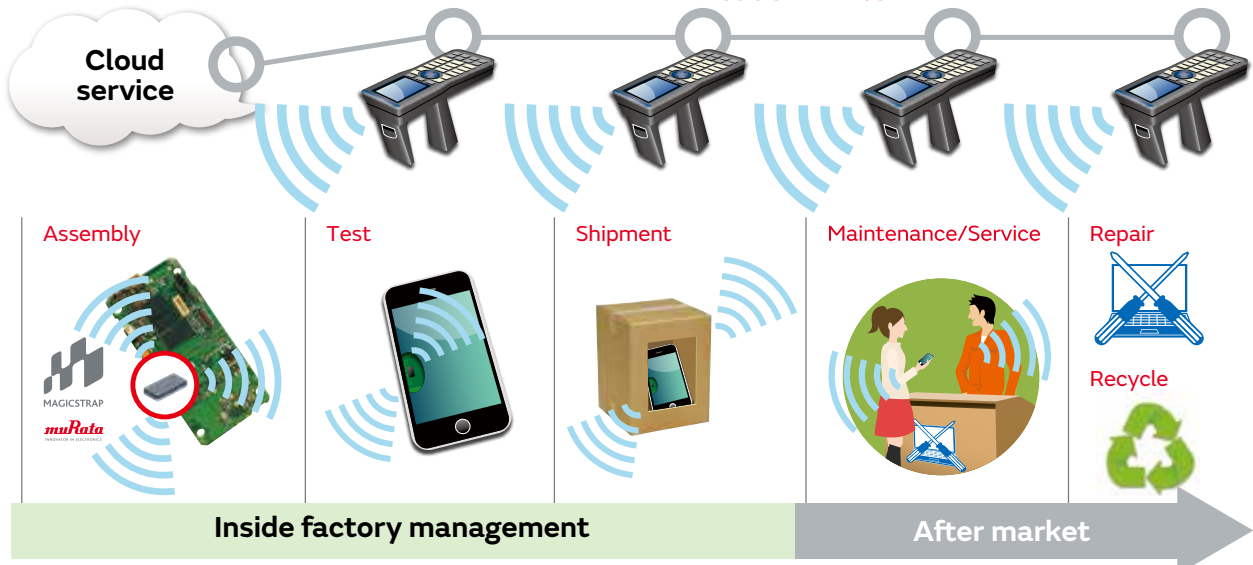 Cloud
service
Assembly
Test
Shipment
Maintenance/Service
Repair
MAGICSTRAP
muRata
INNOVATOR IN ELECTRONICS
Recycle
Inside factory management
After market